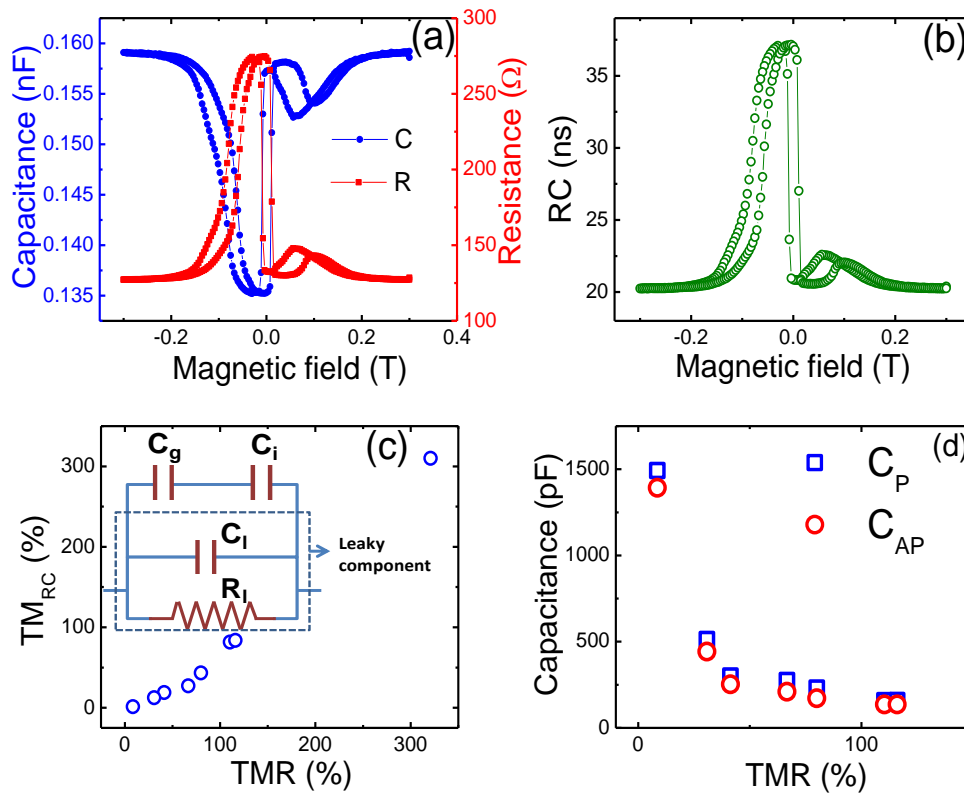 (a)
0.160
0.155
0.150
0.145
0.140
0.135
Capacitance (nF)
C
R
300
250
200
150
100
Resistance (Ω)
-0.2 0.0 0.2 0.4
Magnetic field (T)
(b)
35
30
25
20
RC (ns)
-0.2 0.0 0.2
Magnetic field (T)
(c)
300
200
100
0
TM_RC (%)
C_g C_i
C_l
R_l
Leaky
component
0 100 200 300
TMR (%)
(d)
1500
1000
500
0
Capacitance (pF)
C_P
C_AP
0 100
TMR (%)